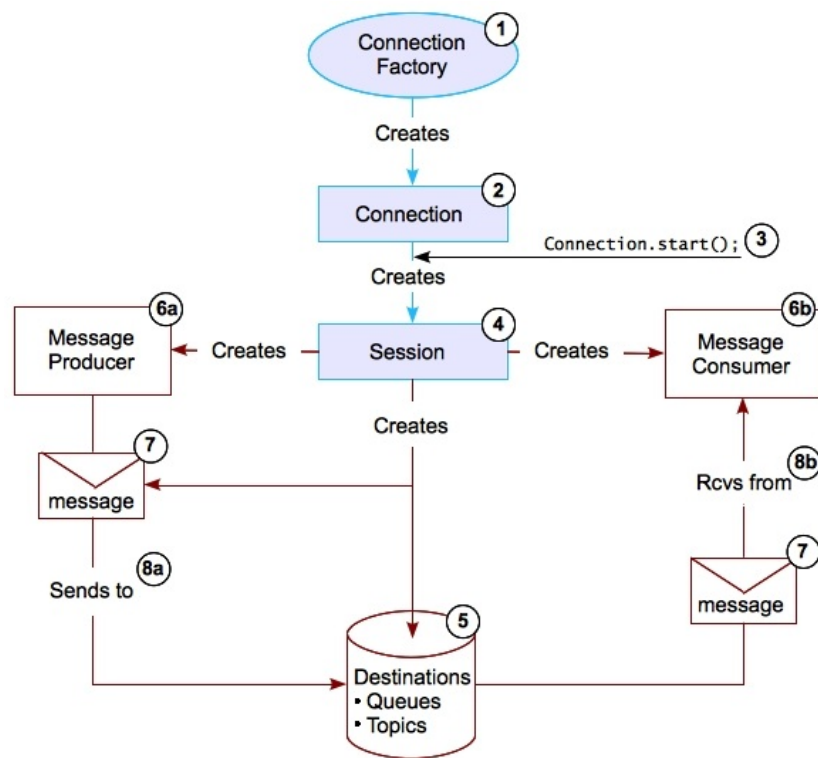 1
Connection
Factory
Creates
2
Connection
Connection.start();
3
Creates
6a
Message
Producer
Creates
4
Session
Creates
6b
Message
Consumer
Creates
7
message
8a
Sends to
8b
Rcvs from
7
message
5
Destinations
• Queues
• Topics